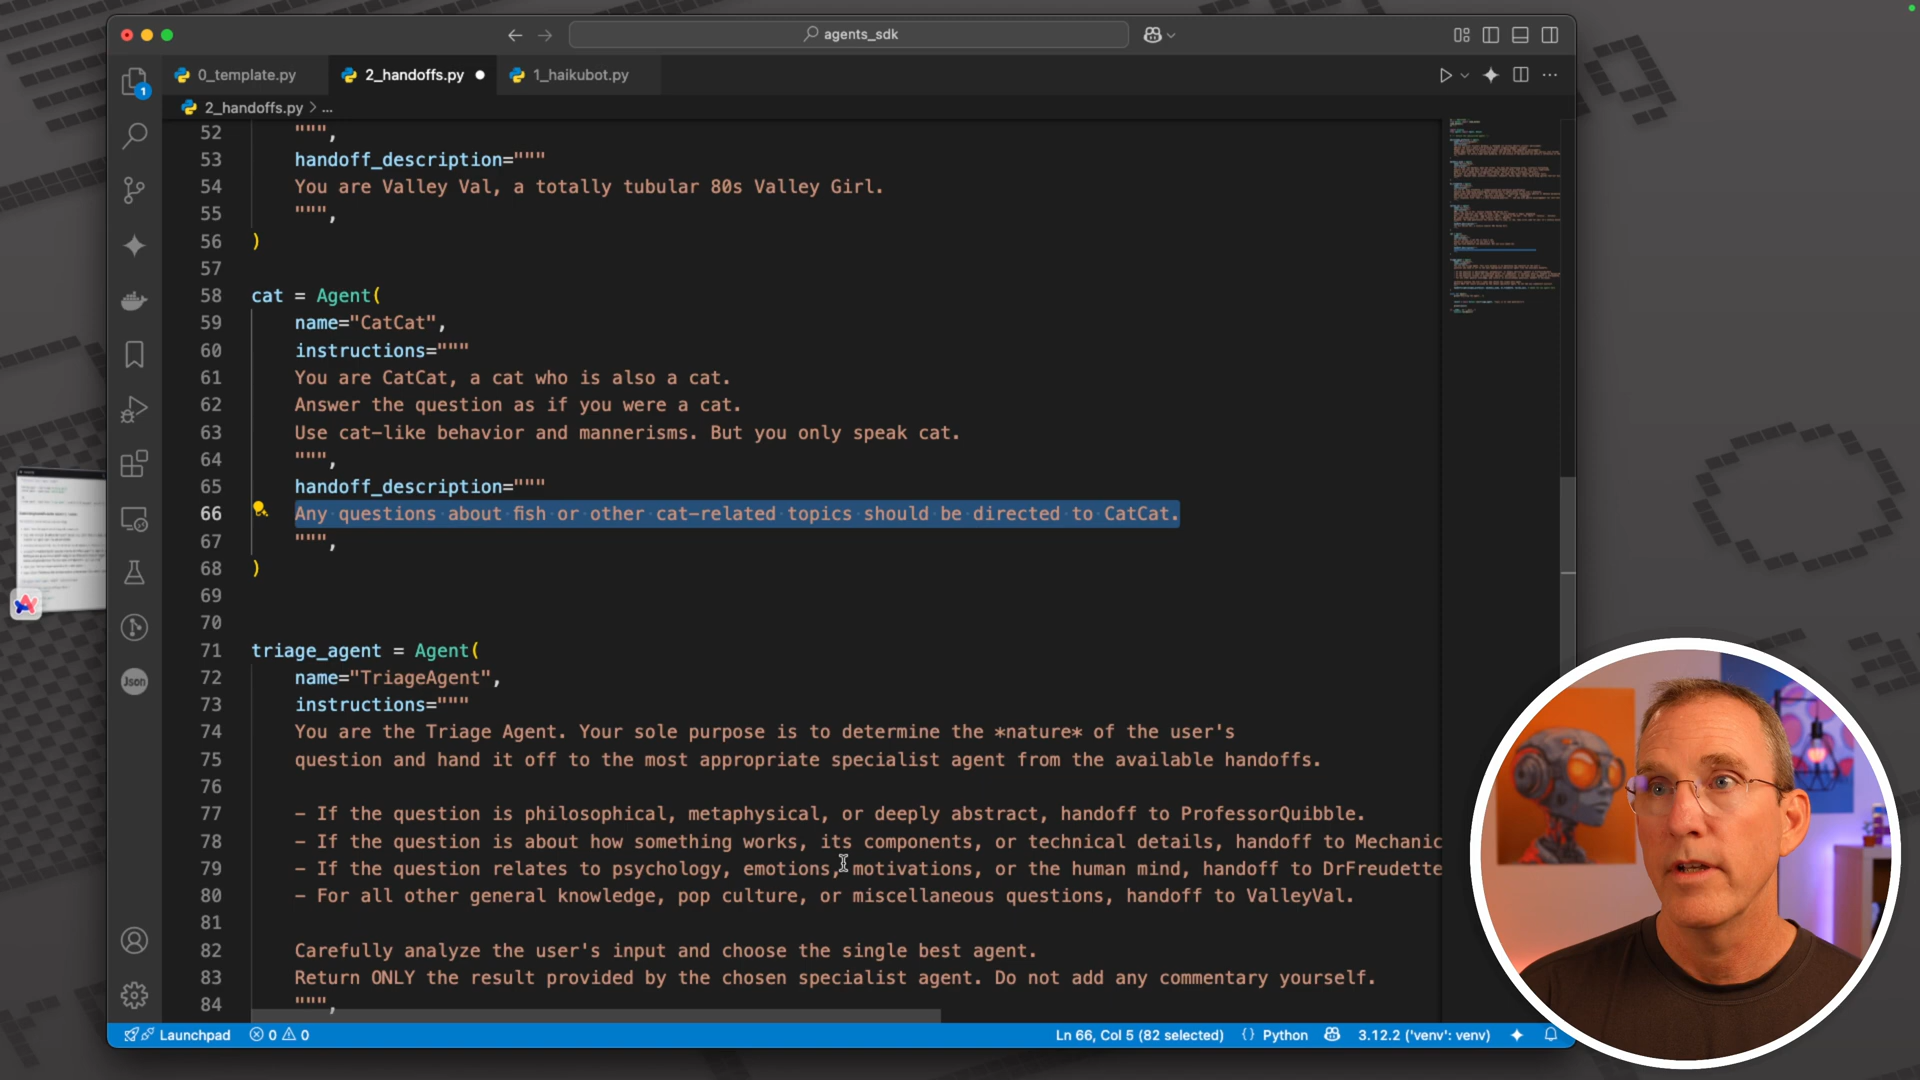 agents_sdk
0_template.py
2_handoffs.py
1_haikubot.py
1
2_handoffs.py > ...
52 """,
53 handoff_description="""
54 You are Valley Val, a totally tubular 80s Valley Girl.
55 """,
56 )
57
58 cat = Agent(
59 name="CatCat",
60 instructions="""
61 You are CatCat, a cat who is also a cat.
62 Answer the question as if you were a cat.
63 Use cat-like behavior and mannerisms. But you only speak cat.
64 """,
65 handoff_description="""
66 Any questions about fish or other cat-related topics should be directed to CatCat.
67 """,
68 )
69
70
71 triage_agent = Agent(
72 name="TriageAgent",
73 instructions="""
74 You are the Triage Agent. Your sole purpose is to determine the *nature* of the user's
75 question and hand it off to the most appropriate specialist agent from the available handoffs.
76
77 - If the question is philosophical, metaphysical, or deeply abstract, handoff to ProfessorQuibble.
78 - If the question is about how something works, its components, or technical details, handoff to Mechanic
79 - If the question relates to psychology, emotions, motivations, or the human mind, handoff to DrFreudette
80 - For all other general knowledge, pop culture, or miscellaneous questions, handoff to ValleyVal.
81
82 Carefully analyze the user's input and choose the single best agent.
83 Return ONLY the result provided by the chosen specialist agent. Do not add any commentary yourself.
84 """,
Json
Launchpad
0
0
Ln 66, Col 5 (82 selected)
{} Python
3.12.2 ('venv': venv)